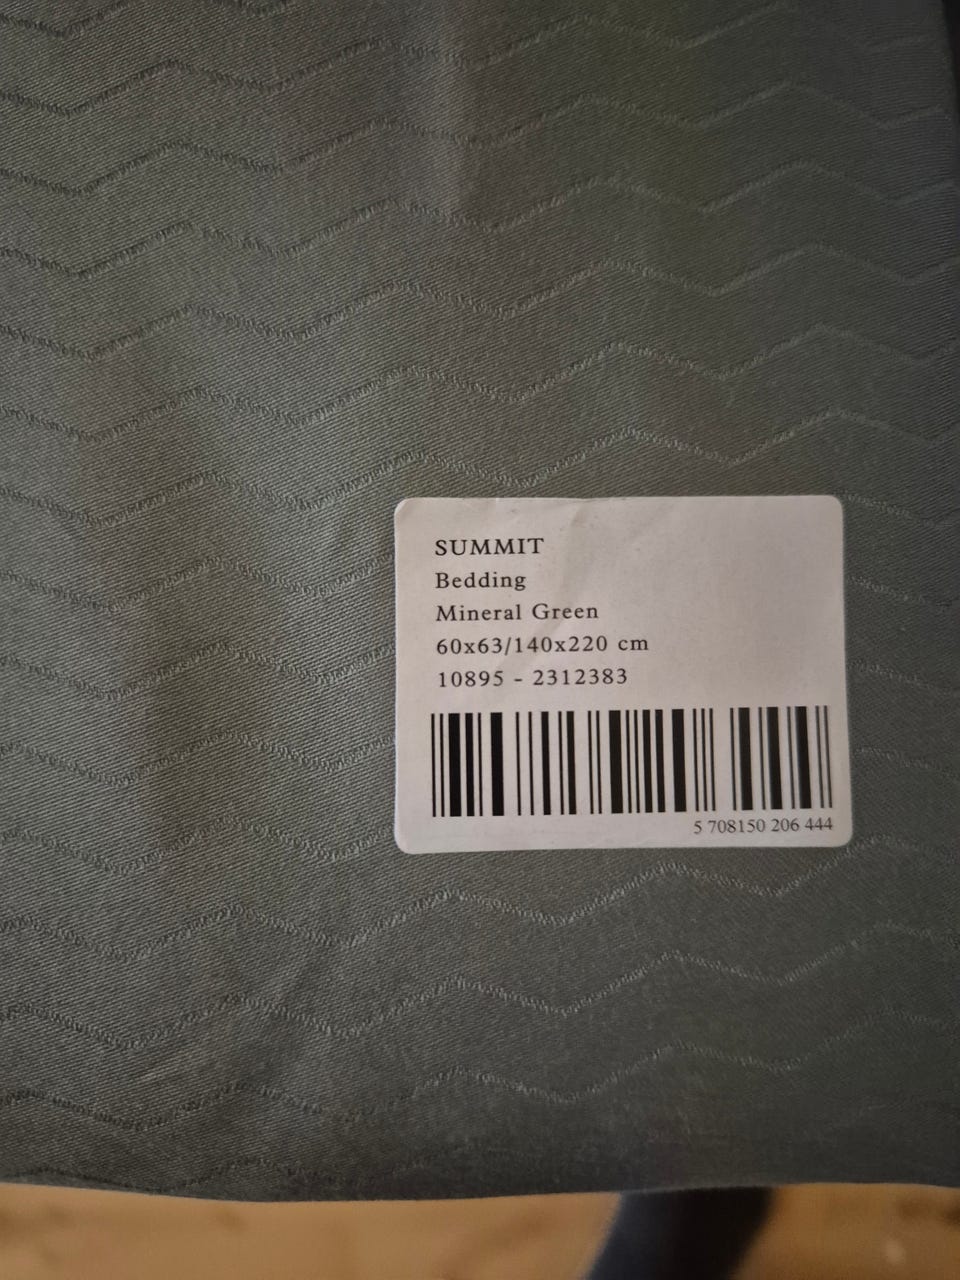 SUMMIT
Bedding
Mineral Green
60x63/140x220 cm
10895 - 2312383
5 708150 206 444